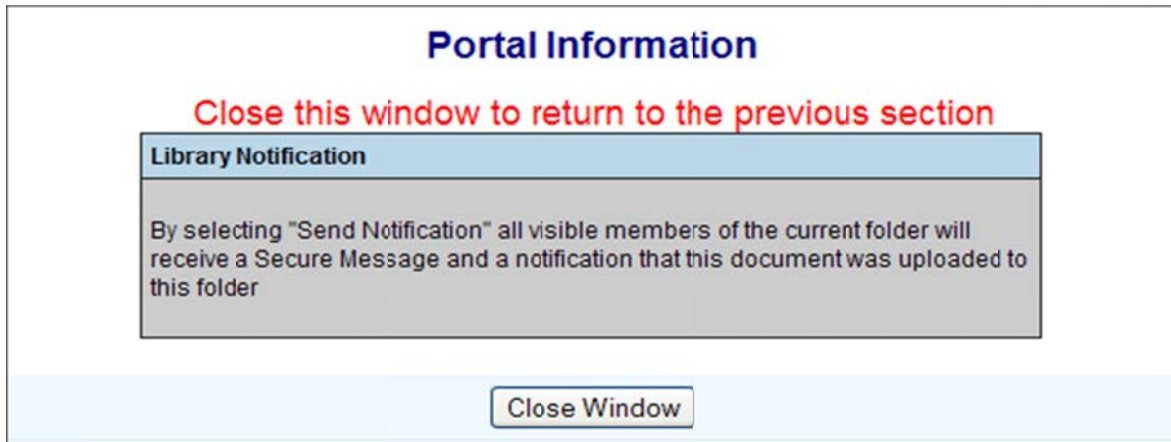 Portal Information
Close this window to return to the previous section
Library Notification
By selecting "Send Notification" all visible members of the current folder will
receive a Secure Message and a notification that this document was uploaded to
this folder
Close Window